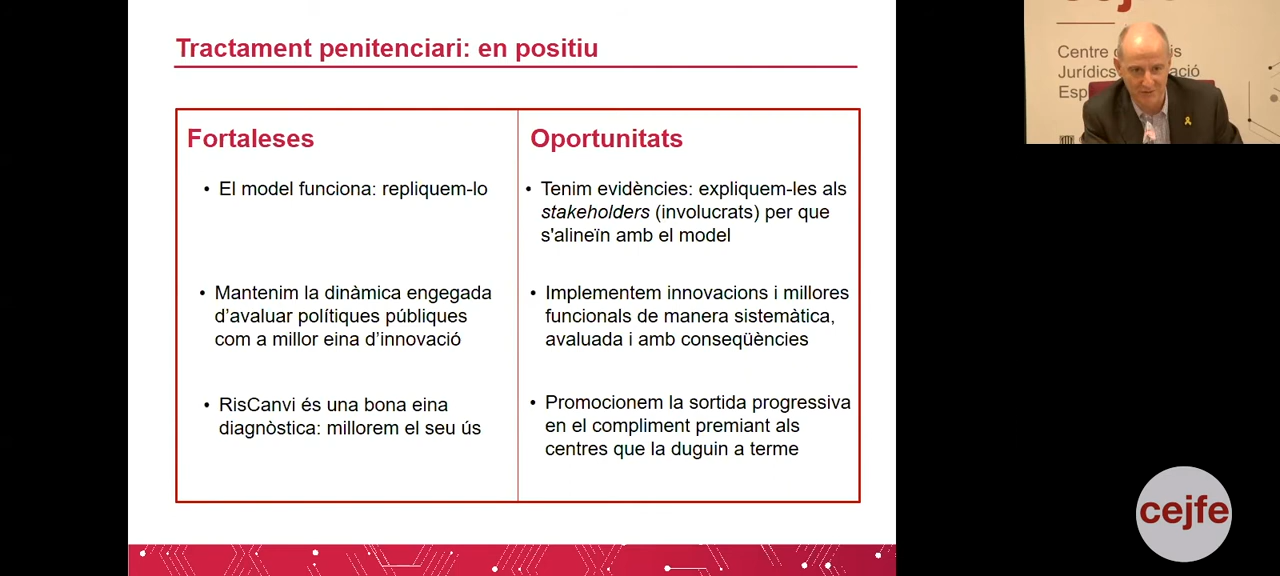 Tractament penitenciari: en positiu
Fortaleses
• El model funciona: repliquem-lo
• Mantenim la dinàmica engegada
d’avaluar polítiques públiques
com a millor eina d’innovació
• RisCanvi és una bona eina
diagnòstica: millorem el seu ús
Oportunitats
• Tenim evidències: expliquem-les als
stakeholders (involucrats) per que
s'alineïn amb el model
• Implementem innovacions i millores
funcionals de manera sistemàtica,
avaluada i amb conseqüències
• Promocionem la sortida progressiva
en el compliment premiant als
centres que la duguin a terme
cejfe
Centre
Jurídics
cejfe